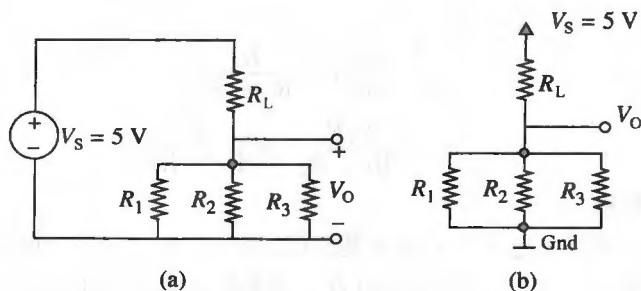 V_S = 5 V
R_L
+
V_O
−
R_1 R_2 R_3
+
−
V_S = 5 V
(a)
V_S = 5 V
R_L
V_O
R_1 R_2 R_3
Gnd
(b)